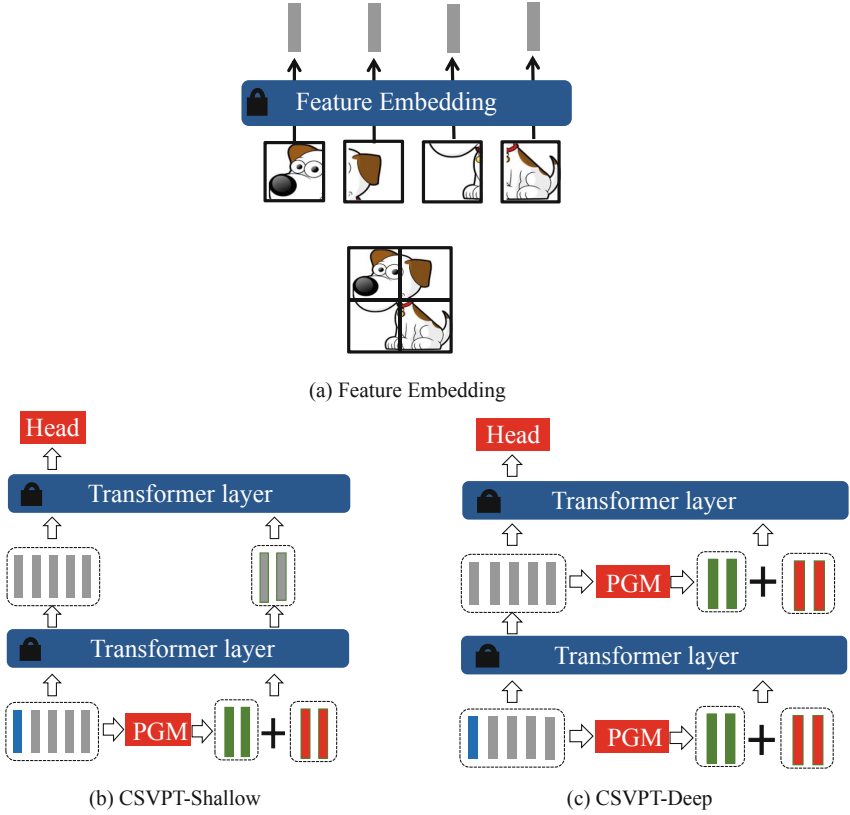 Feature Embedding
(a) Feature Embedding
Head
Transformer layer
Transformer layer
PGM
+
(b) CSVPT-Shallow
Head
Transformer layer
PGM
+
Transformer layer
PGM
+
(c) CSVPT-Deep